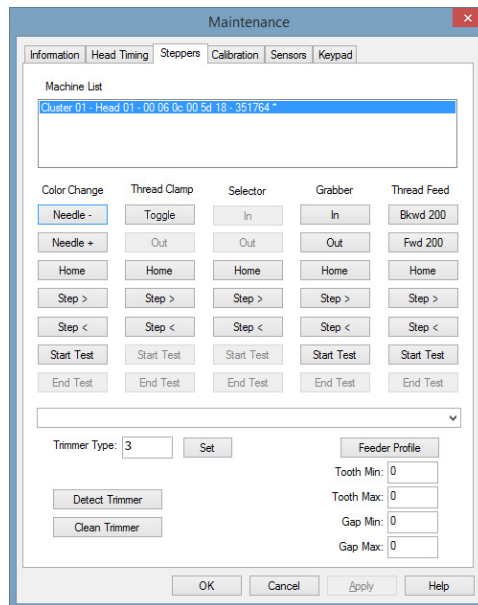 Maintenance
Information Head Timing Steppers Calibration Sensors Keypad
Machine List
Cluster 01 - Head 01 - 00 06 0c 00 5d 18 - 351764 *
Color Change Thread Clamp Selector Grabber Thread Feed
Needle - Toggle In In Bkwd 200
Needle + Out Out Out Fwd 200
Home Home Home Home Home
Step > Step > Step > Step > Step >
Step < Step < Step < Step < Step <
Start Test Start Test Start Test Start Test Start Test
End Test End Test End Test End Test End Test
Trimmer Type: 3 Set Feeder Profile
Tooth Min: 0
Detect Trimmer Tooth Max: 0
Gap Min: 0
Clean Trimmer
Gap Max: 0
OK Cancel Apply Help